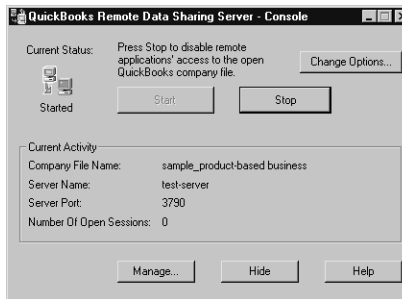 QuickBooks Remote Data Sharing Server - Console
Current Status:
Started
Press Stop to disable remote
applications' access to the open
QuickBooks company file.
Change Options...
Start
Stop
Current Activity
Company File Name: sample_product-based business
Server Name: test-server
Server Port: 3790
Number Of Open Sessions: 0
Manage...
Hide
Help